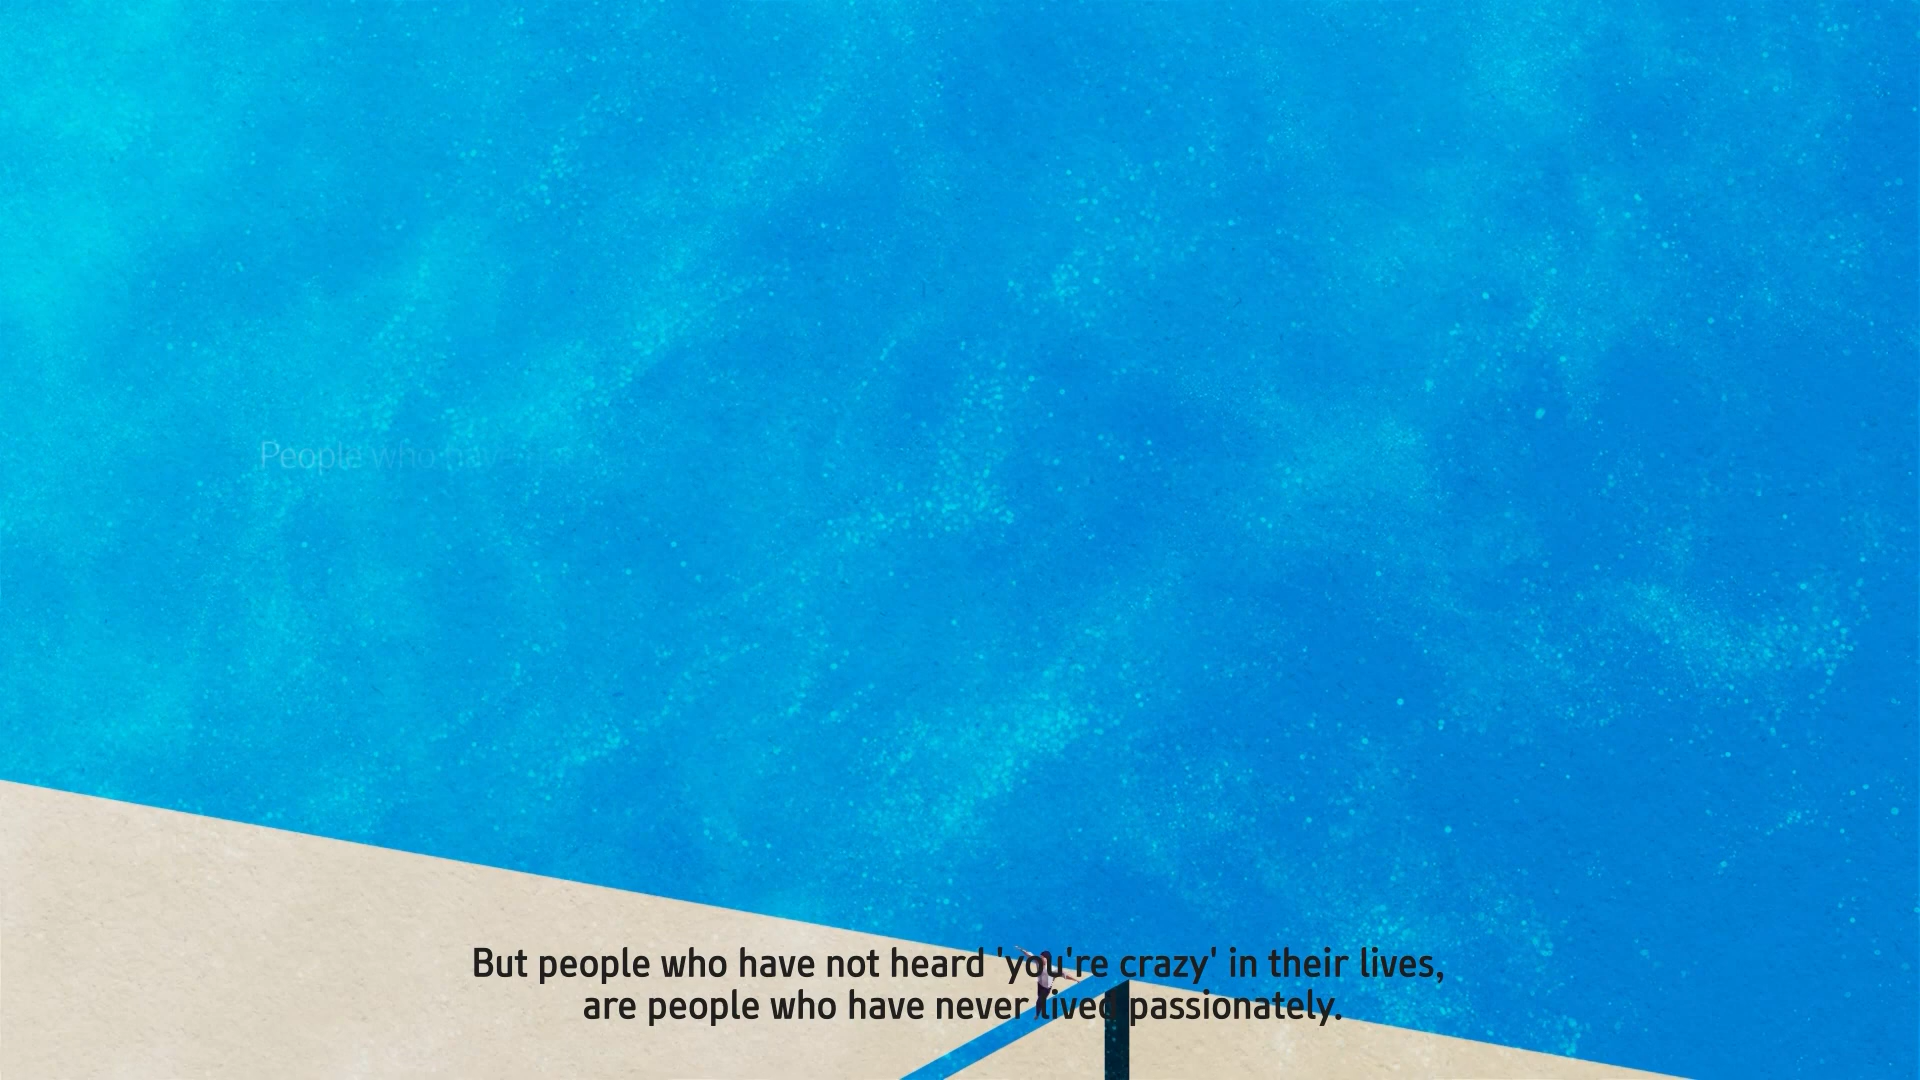 People who have
But people who have not heard 'you're crazy' in their lives,
are people who have never lived passionately.